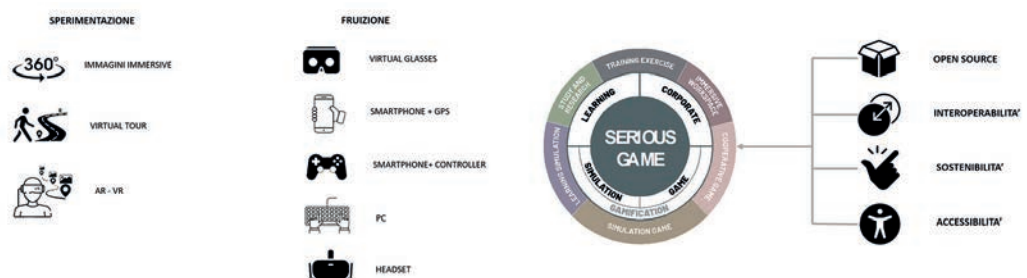 SPERIMENTAZIONE
360°
IMMAGINI IMMERSIVE
VIRTUAL TOUR
AR - VR
FRUIZIONE
VIRTUAL GLASSES
SMARTPHONE + GPS
SMARTPHONE+ CONTROLLER
PC
HEADSET
TRAINING EXERCISE
STUDY AND
RESEARCH
IMMERSIVE
WORKSPACE
LEARNING
CORPORATE
SERIOUS
GAME
LEARNING SIMULATION
COOPERATIVE GAME
SIMULATION
GAME
GAMIFICATION
SIMULATION GAME
OPEN SOURCE
INTEROPERABILITA'
SOSTENIBILITA'
ACCESSIBILITA'